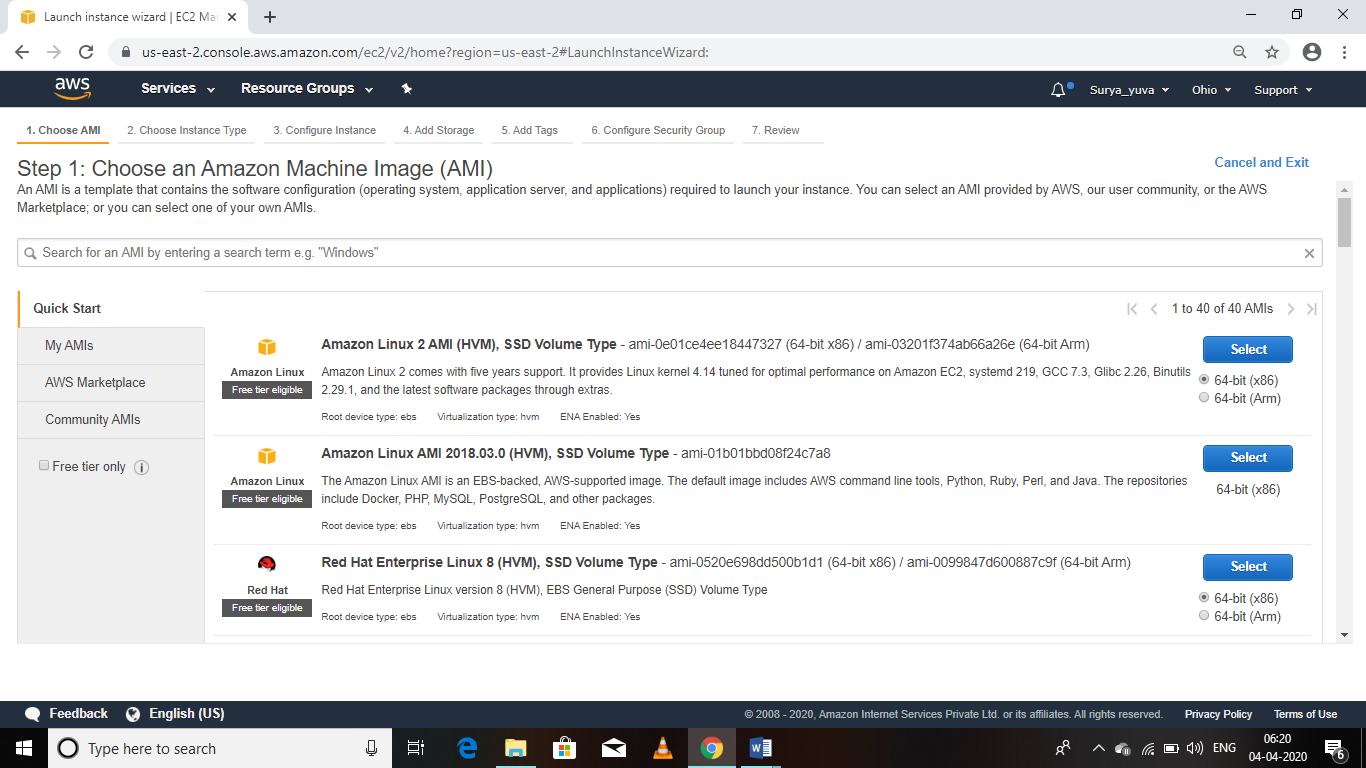 Launch instance wizard | EC2 Ma
us-east-2.console.aws.amazon.com/ec2/v2/home?region=us-east-2#LaunchInstanceWizard:
aws Services Resource Groups Surya_yuva Ohio Support
1. Choose AMI 2. Choose Instance Type 3. Configure Instance 4. Add Storage 5. Add Tags 6. Configure Security Group 7. Review
Step 1: Choose an Amazon Machine Image (AMI) Cancel and Exit
An AMI is a template that contains the software configuration (operating system, application server, and applications) required to launch your instance. You can select an AMI provided by AWS, our user community, or the AWS
Marketplace; or you can select one of your own AMIs.
Search for an AMI by entering a search term e.g. "Windows"
Quick Start
My AMIs
AWS Marketplace
Community AMIs
Free tier only
1 to 40 of 40 AMIs
Amazon Linux
Free tier eligible
Amazon Linux 2 AMI (HVM), SSD Volume Type - ami-0e01ce4ee18447327 (64-bit x86) / ami-03201f374ab66a26e (64-bit Arm)
Amazon Linux 2 comes with five years support. It provides Linux kernel 4.14 tuned for optimal performance on Amazon EC2, systemd 219, GCC 7.3, Glibc 2.26, Binutils
2.29.1, and the latest software packages through extras.
Root device type: ebs Virtualization type: hvm ENA Enabled: Yes
Select
64-bit (x86)
64-bit (Arm)
Amazon Linux
Free tier eligible
Amazon Linux AMI 2018.03.0 (HVM), SSD Volume Type - ami-01b01bbd08f24c7a8
The Amazon Linux AMI is an EBS-backed, AWS-supported image. The default image includes AWS command line tools, Python, Ruby, Perl, and Java. The repositories
include Docker, PHP, MySQL, PostgreSQL, and other packages.
Root device type: ebs Virtualization type: hvm ENA Enabled: Yes
Select
64-bit (x86)
Red Hat
Free tier eligible
Red Hat Enterprise Linux 8 (HVM), SSD Volume Type - ami-0520e698dd500b1d1 (64-bit x86) / ami-0099847d600887c9f (64-bit Arm)
Red Hat Enterprise Linux version 8 (HVM), EBS General Purpose (SSD) Volume Type
Root device type: ebs Virtualization type: hvm ENA Enabled: Yes
Select
64-bit (x86)
64-bit (Arm)
Feedback English (US) © 2008 - 2020, Amazon Internet Services Private Ltd. or its affiliates. All rights reserved. Privacy Policy Terms of Use
Type here to search
ENG
06:20
04-04-2020
6